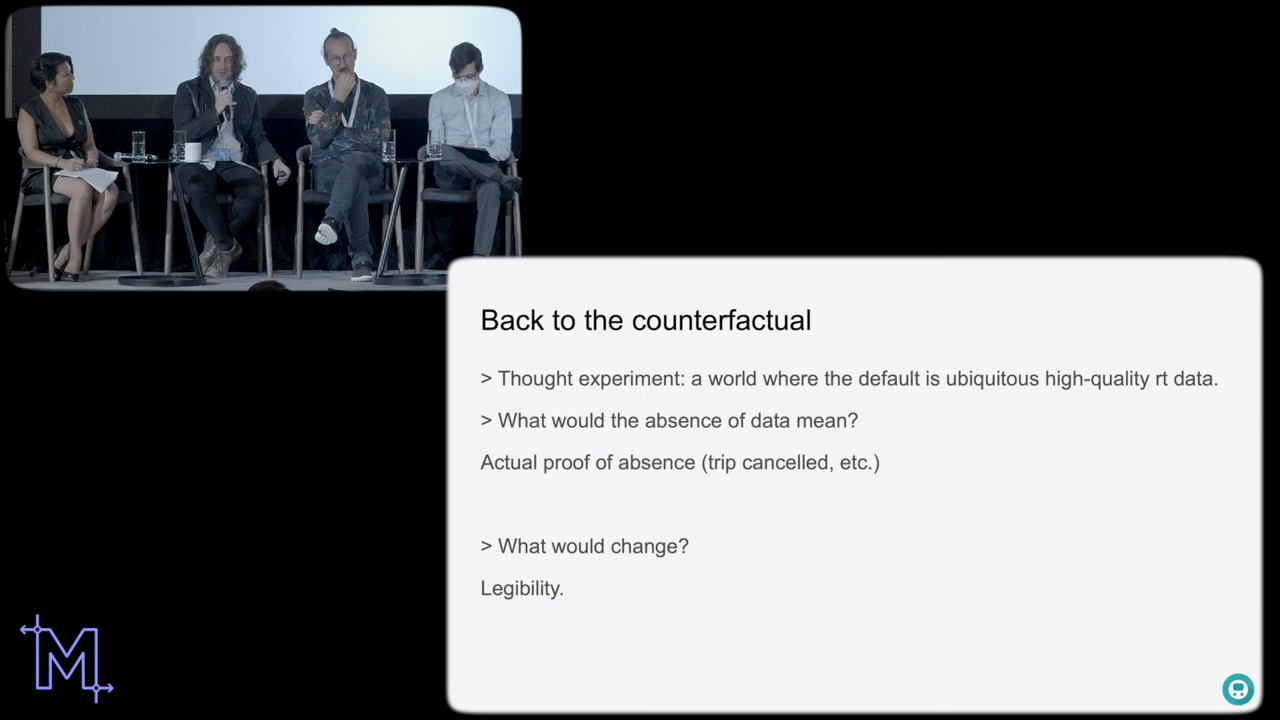 Back to the counterfactual
> Thought experiment: a world where the default is ubiquitous high-quality rt data.
> What would the absence of data mean?
Actual proof of absence (trip cancelled, etc.)
> What would change?
Legibility.
M